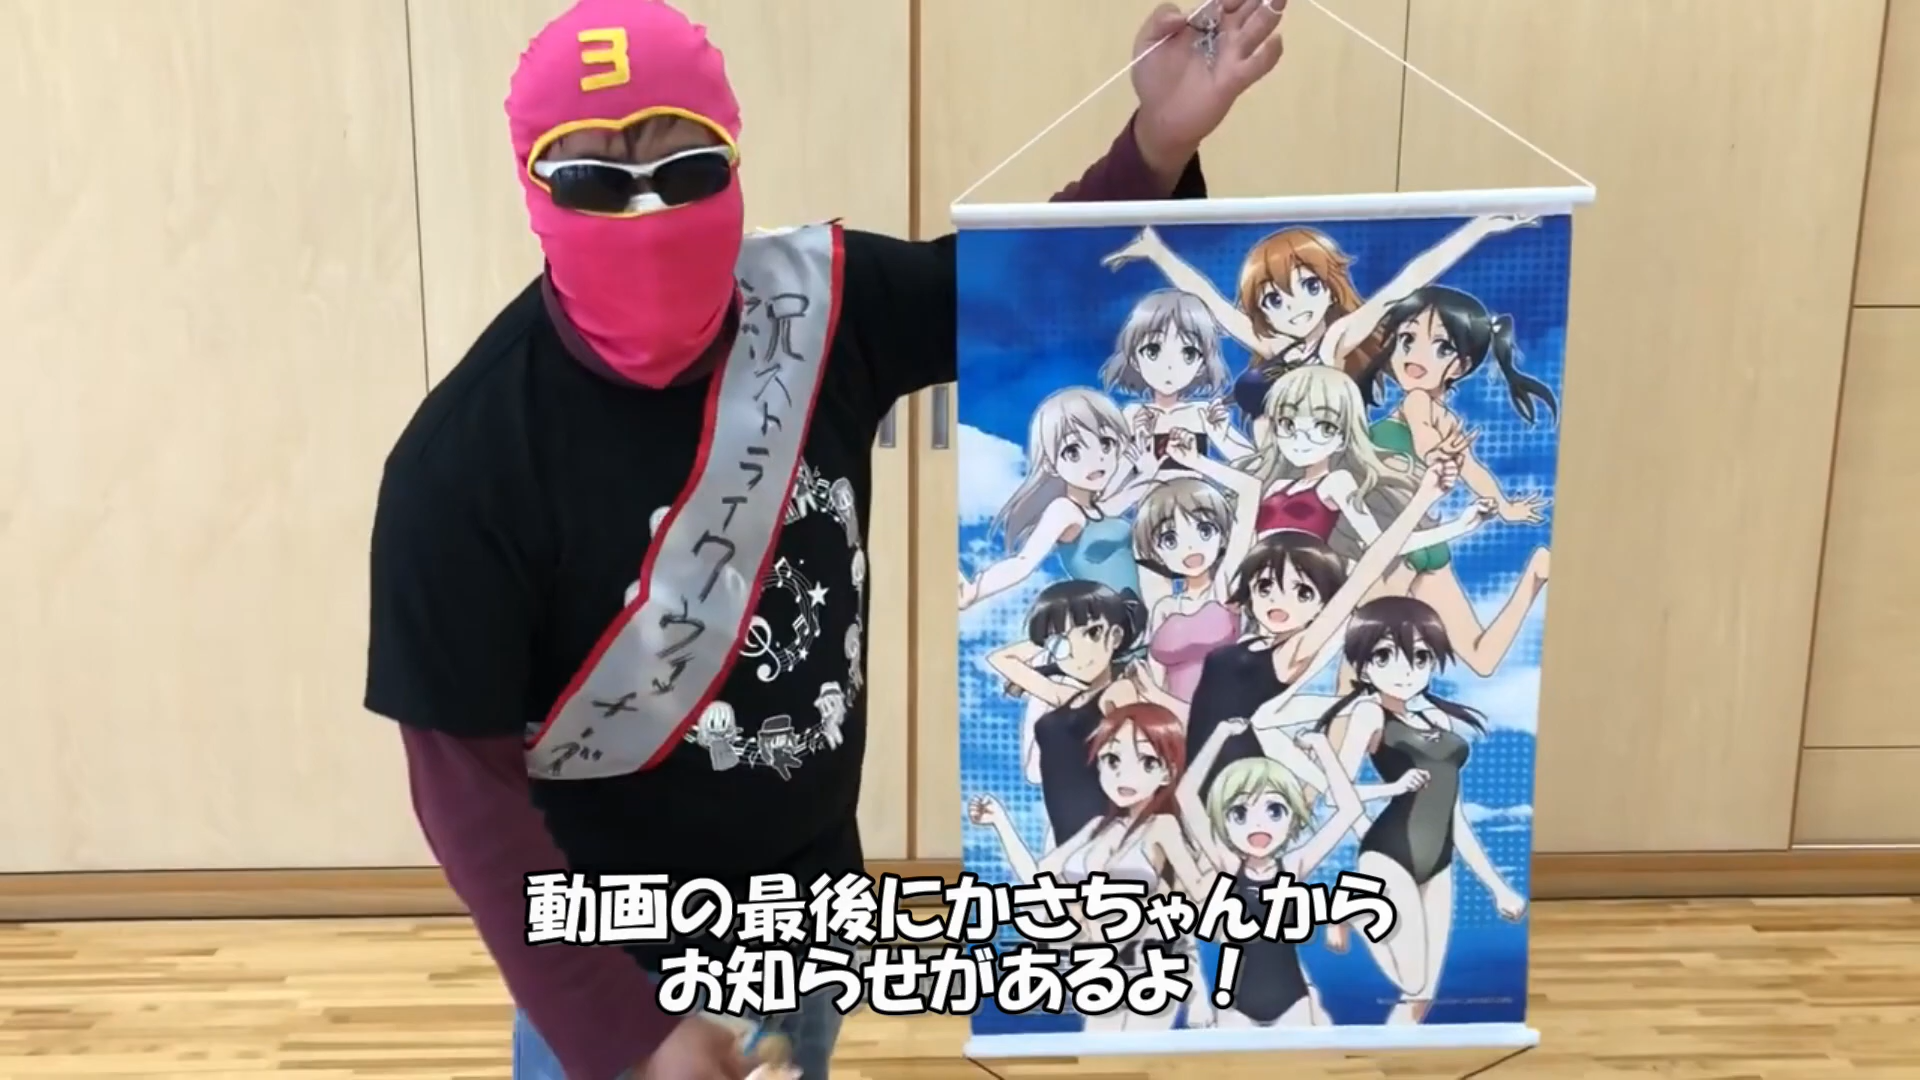 3
祝
ストライクウィッチーズ
動画の最後にかさちゃんから
お知らせがあるよ！